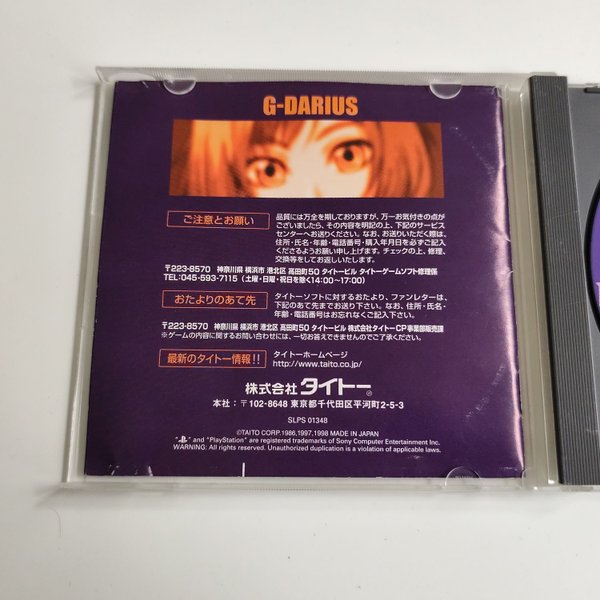 G-DARIUS
ご注意とお願い
品質には万全を期しておりますが、万一お気付きの点が
ございましたら、その内容を明記の上、下記のサービス
センターへお送りください。なお、お送りいただく際は、
住所・氏名・年齢・電話番号・購入年月日を必ずご記入
くださるようお願い申し上げます。チェックの上、修理、
交換等をしてお返しいたします。
〒223-8570 神奈川県 横浜市 港北区 高田町50 タイトービル タイトーゲームソフト修理係
TEL:045-593-7115 (土曜・日曜・祝日を除く14:00~17:00)
おたよりのあて先
タイトーソフトに対するおたより、ファンレターは、
下記のあて先までお送り下さい。なお、住所・氏名・
年齢・電話番号はお忘れなくご記入下さい。
〒223-8570 神奈川県 横浜市 港北区 高田町50 タイトービル 株式会社タイトーCP事業部販売課
※ゲームの内容に関するお問い合わせには、一切お答えできませんのでご了承ください。
最新のタイトー情報!!
タイトーホームページ
http://www.taito.co.jp/
株式会社 タイトー®
本社:〒102-8648 東京都千代田区平河町2-5-3
SLPS 01348
©TAITO CORP.1986,1997,1998 MADE IN JAPAN
" " and "PlayStation" are registered trademarks of Sony Computer Entertainment Inc.
WARNING: All rights reserved. Unauthorized duplication is a violation of applicable laws.